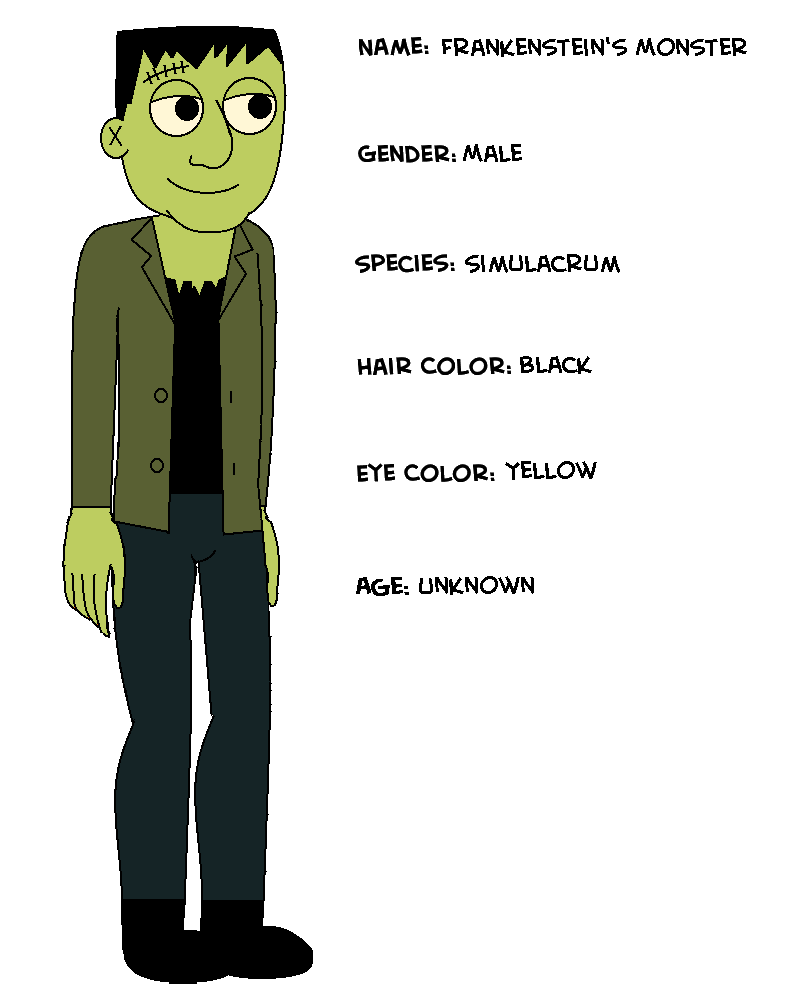 NAME: FRANKENSTEIN'S MONSTER
GENDER: MALE
SPECIES: SIMULACRUM
HAIR COLOR: BLACK
EYE COLOR: YELLOW
AGE: UNKNOWN